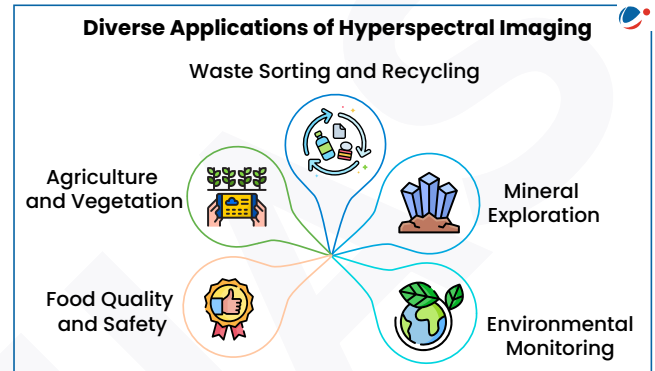 Diverse Applications of Hyperspectral Imaging
Waste Sorting and Recycling
Agriculture
and Vegetation
Mineral
Exploration
Food Quality
and Safety
Environmental
Monitoring